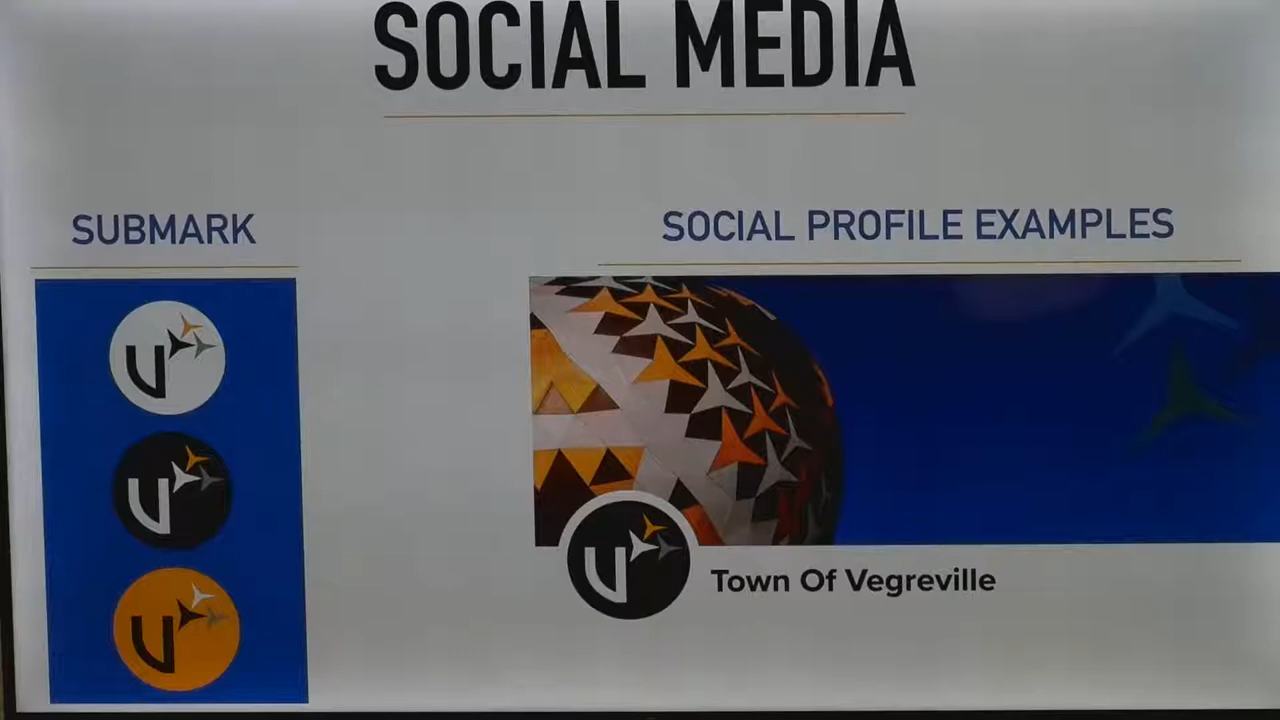 SOCIAL MEDIA
SUBMARK
SOCIAL PROFILE EXAMPLES
Town Of Vegreville